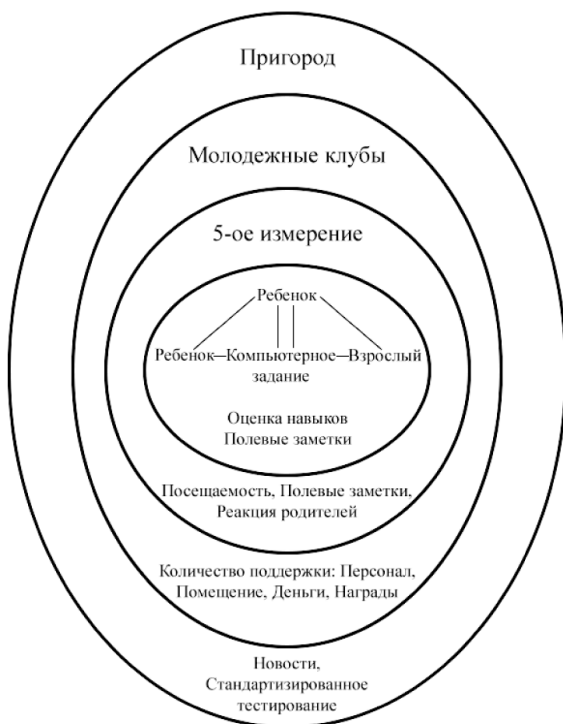 Пригород
Молодежные клубы
5-ое измерение
Ребенок
Ребенок—Компьютерное—Взрослый
задание
Оценка навыков
Полевые заметки
Посещаемость, Полевые заметки,
Реакция родителей
Количество поддержки: Персонал,
Помещение, Деньги, Награды
Новости,
Стандартизированное
тестирование